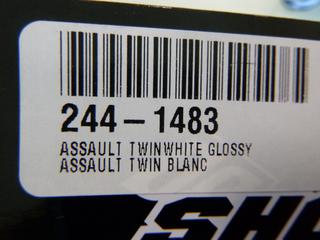 244-1483
ASSAULT TWINWHITE GLOSSY
ASSAULT TWIN BLANC